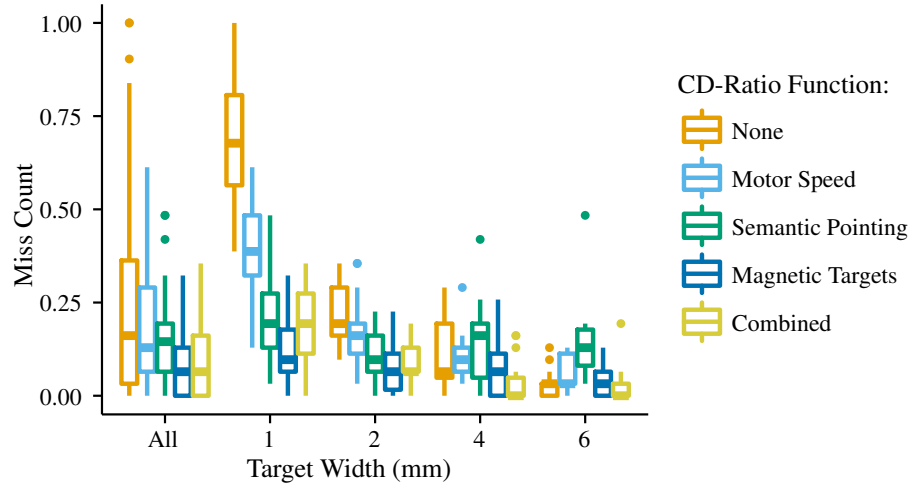 1.00
0.75
0.50
0.25
0.00
Miss Count
All
1
2
4
6
Target Width (mm)
CD-Ratio Function:
None
Motor Speed
Semantic Pointing
Magnetic Targets
Combined